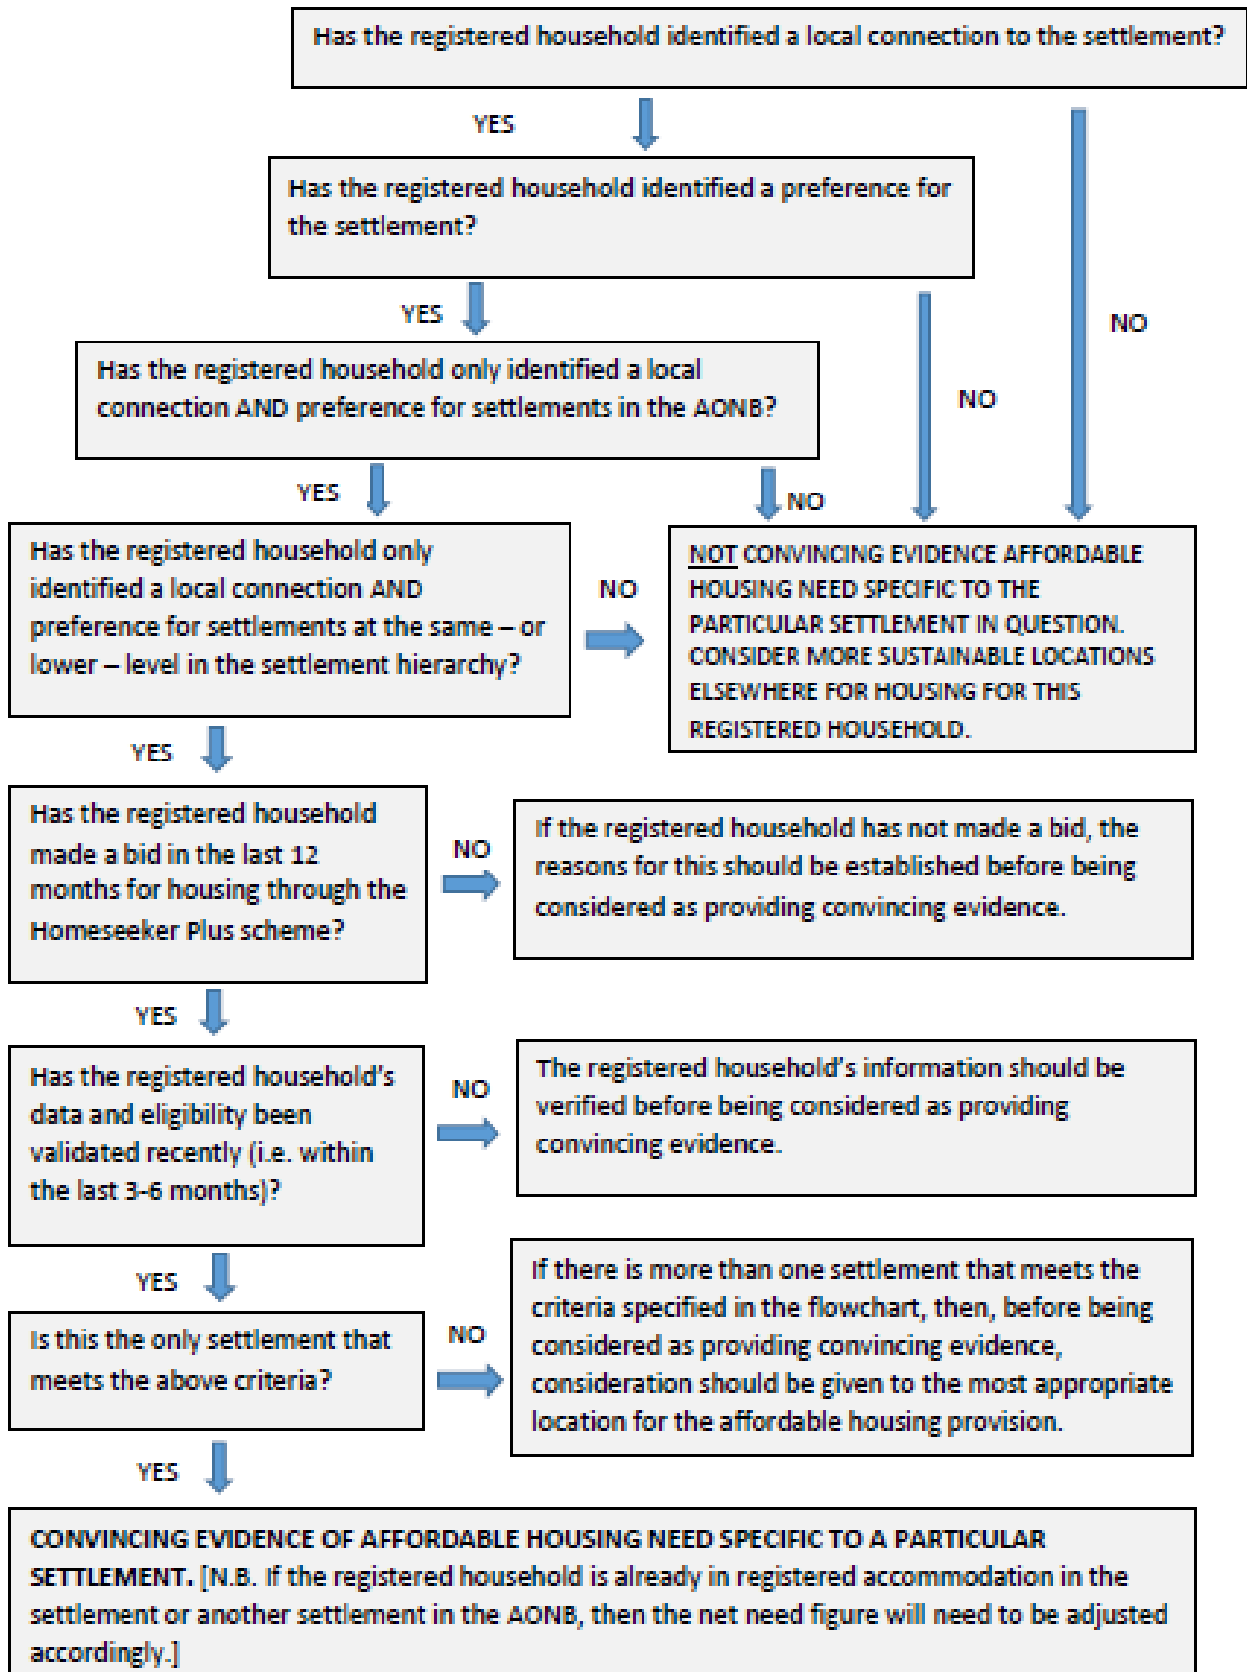 Has the registered household identified a local connection to the settlement?
YES
Has the registered household identified a preference for
the settlement?
YES
NO
Has the registered household only identified a local
connection AND preference for settlements in the AONB?
NO
YES
NO
Has the registered household only
identified a local connection AND
preference for settlements at the same – or
lower – level in the settlement hierarchy?
NO
NOT CONVINCING EVIDENCE AFFORDABLE
HOUSING NEED SPECIFIC TO THE
PARTICULAR SETTLEMENT IN QUESTION.
CONSIDER MORE SUSTAINABLE LOCATIONS
ELSEWHERE FOR HOUSING FOR THIS
REGISTERED HOUSEHOLD.
YES
Has the registered household
made a bid in the last 12
months for housing through the
Homeseeker Plus scheme?
NO
If the registered household has not made a bid, the
reasons for this should be established before being
considered as providing convincing evidence.
YES
Has the registered household's
data and eligibility been
validated recently (i.e. within
the last 3-6 months)?
NO
The registered household's information should be
verified before being considered as providing
convincing evidence.
YES
Is this the only settlement that
meets the above criteria?
NO
If there is more than one settlement that meets the
criteria specified in the flowchart, then, before being
considered as providing convincing evidence,
consideration should be given to the most appropriate
location for the affordable housing provision.
YES
CONVINCING EVIDENCE OF AFFORDABLE HOUSING NEED SPECIFIC TO A PARTICULAR
SETTLEMENT. [N.B. If the registered household is already in registered accommodation in the
settlement or another settlement in the AONB, then the net need figure will need to be adjusted
accordingly.]